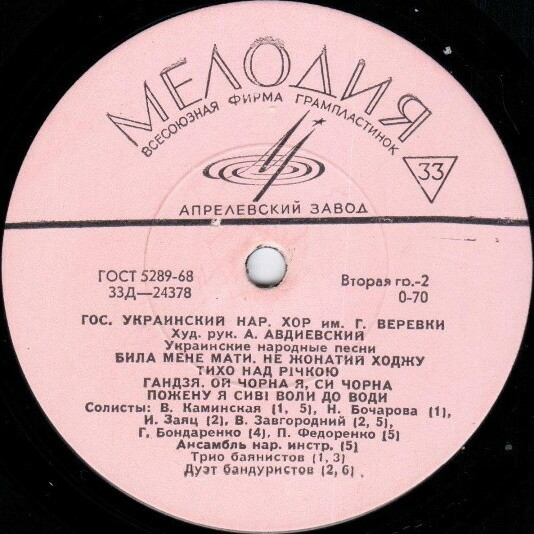 МЕЛОДИЯ
ВСЕСОЮЗНАЯ ФИРМА ГРАМПЛАСТИНОК
33
АПРЕЛЕВСКИЙ ЗАВОД
ГОСТ 5289-68
33Д—24378
Вторая гр.-2
0-70
ГОС. УКРАИНСКИЙ НАР. ХОР им. Г. ВЕРЕВКИ
Худ. рук. А. АВДИЕВСКИЙ
Украинские народные песни
БИЛА МЕНЕ МАТИ. НЕ ЖОНАТИЙ ХОДЖУ
ТИХО НАД РІЧКОЮ
ГАНДЗЯ. ОЙ ЧОРНА Я, СИ ЧОРНА
ПОЖЕНУ Я СИВІ ВОЛИ ДО ВОДИ
Солисты: В. Каминская (1, 5), Н. Бочарова (1),
И. Заяц (2), В. Завгородний (2, 5),
Г. Бондаренко (4), П. Федоренко (5)
Ансамбль нар. инстр. (5)
Трио баянистов (1, 3)
Дуэт бандуристов (2, 6)